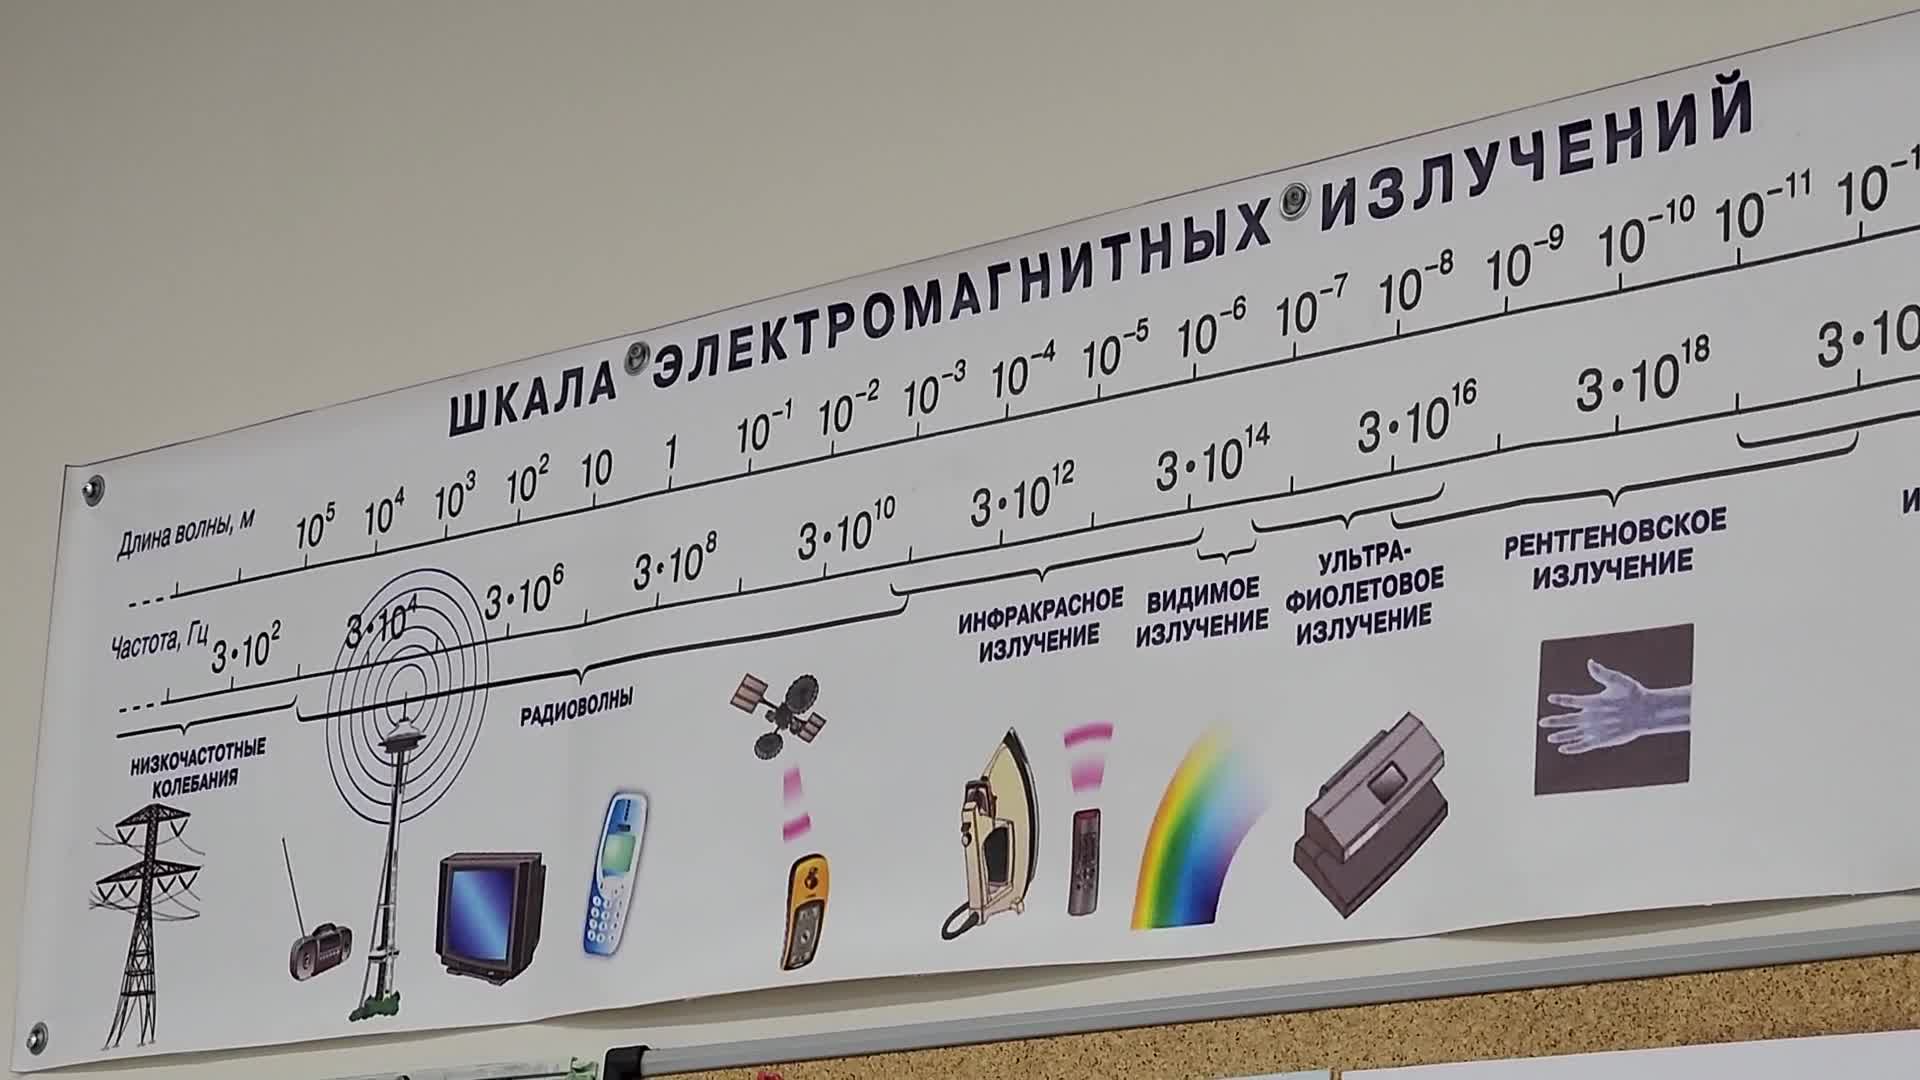 ШКАЛА ЭЛЕКТРОМАГНИТНЫХ ИЗЛУЧЕНИЙ
Длина волны, м 10⁵ 10⁴ 10³ 10² 10 1 10⁻¹ 10⁻² 10⁻³ 10⁻⁴ 10⁻⁵ 10⁻⁶ 10⁻⁷ 10⁻⁸ 10⁻⁹ 10⁻¹⁰ 10⁻¹¹
Частота, Гц 3•10² 3•10⁴ 3•10⁶ 3•10⁸ 3•10¹⁰ 3•10¹² 3•10¹⁴ 3•10¹⁶ 3•10¹⁸ 3•10
НИЗКОЧАСТОТНЫЕ
КОЛЕБАНИЯ
РАДИОВОЛНЫ
ИНФРАКРАСНОЕ
ИЗЛУЧЕНИЕ
ВИДИМОЕ
ИЗЛУЧЕНИЕ
УЛЬТРА-
ФИОЛЕТОВОЕ
ИЗЛУЧЕНИЕ
РЕНТГЕНОВСКОЕ
ИЗЛУЧЕНИЕ